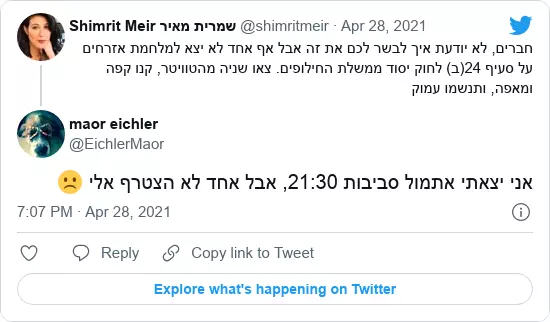 Shimrit Meir שמרית מאיר @shimritmeir · Apr 28, 2021
חברים, לא יודעת איך לבשר לכם את זה אבל אף אחד לא יצא למלחמת אזרחים
על סעיף 24(ב) לחוק יסוד ממשלת החילופים. צאו שניה מהטוויטר, קנו קפה
ומאפה, ותנשמו עמוק
maor eichler
@EichlerMaor
אני יצאתי אתמול סביבות 21:30, אבל אחד לא הצטרף אלי 🙁
7:07 PM · Apr 28, 2021
Reply
Copy link to Tweet
Explore what's happening on Twitter